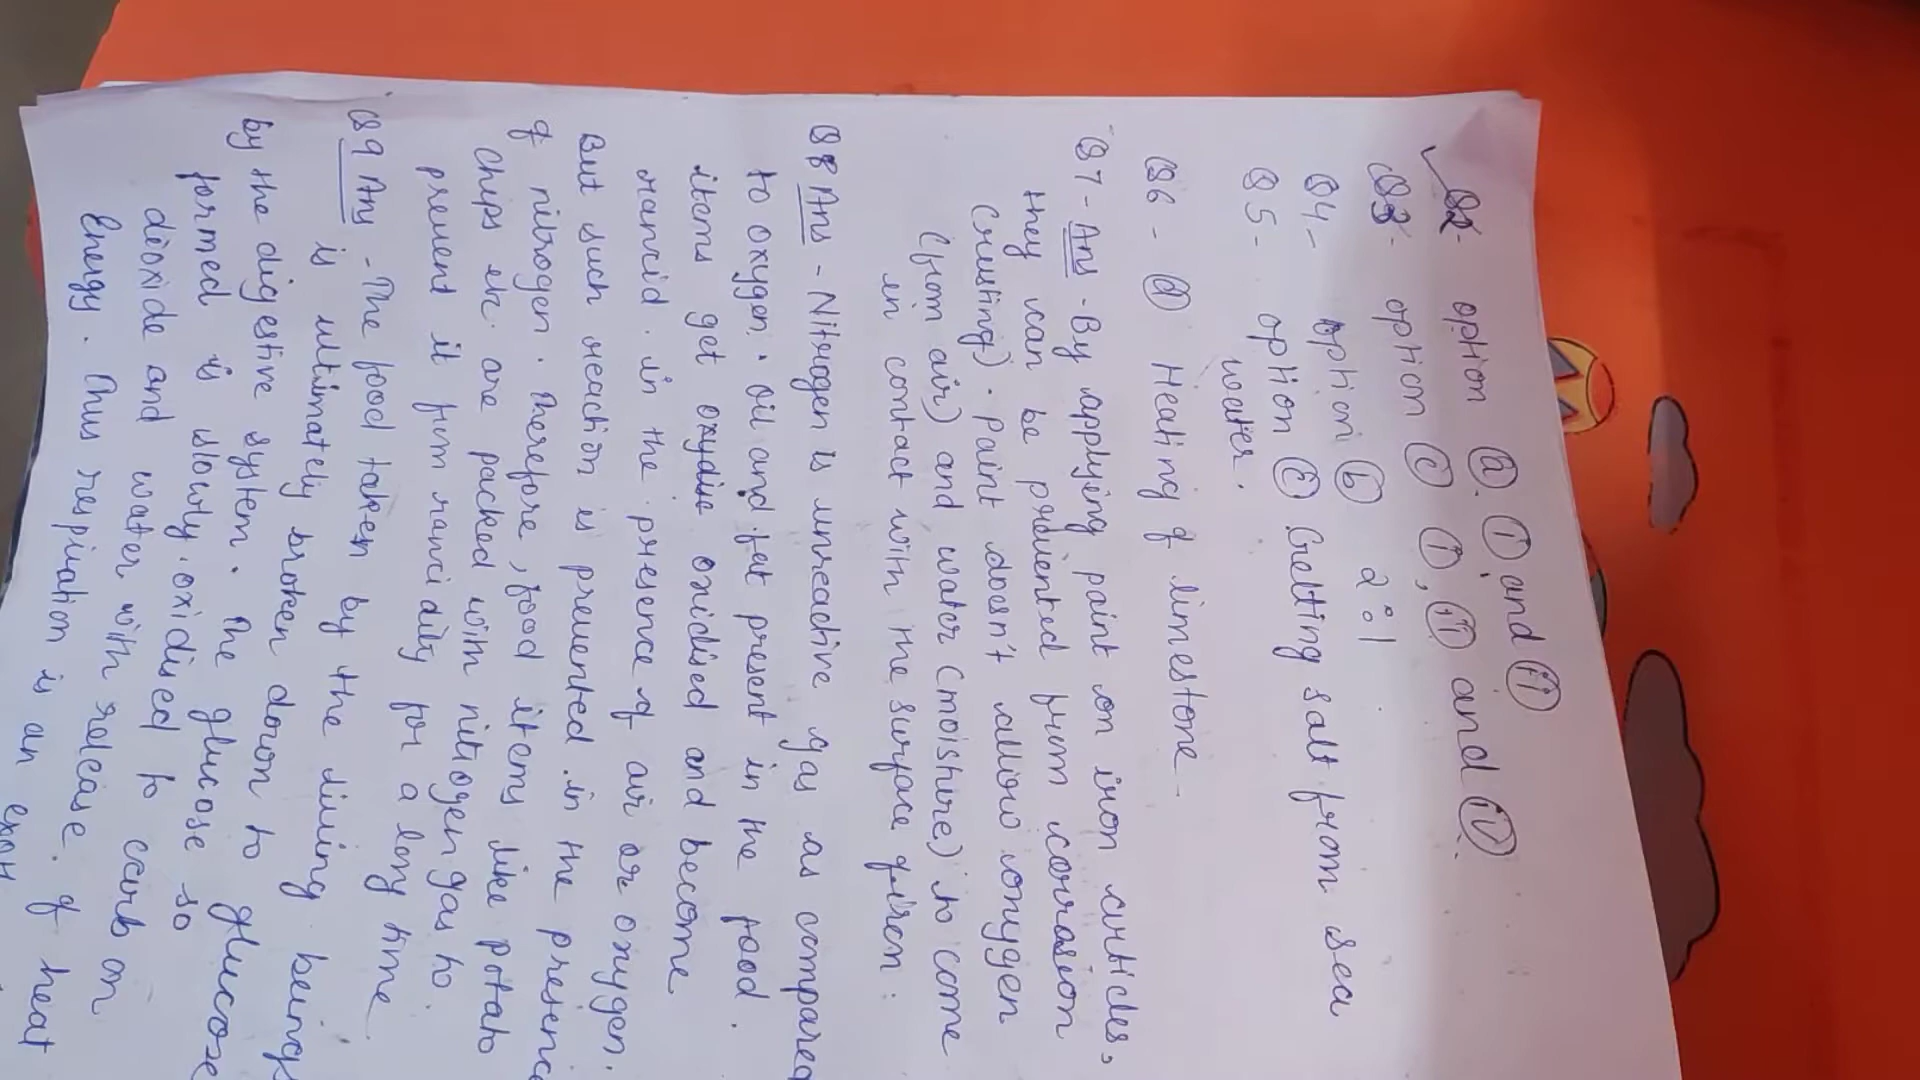 Q2- option (a). (i) and (ii)
Q3- option (c) (i), (ii) and (iv).
Q4- option (b) 2:1
Q5- option (c) Getting salt from sea
water.
Q6 - (d) Heating of limestone.
Q7- Ans - By applying paint on iron articles,
they can be prevented from corrosion
(rusting). Paint doesn't allow oxygen
(from air) and water (moisture) to come
in contact with the surface of iron.
Q8 Ans - Nitrogen is unreactive gas as compared
to oxygen. oil and fat present in the food
items get oxidised and become
rancid. in the presence of air or oxygen.
But such reaction is prevented in the presence
of nitrogen. Therefore, food items like potato
chips etc. are packed with nitrogen gas to
prevent it from rancidity for a long time
Q9 Ans - The food taken by the living beings
is ultimately broken down to glucose
by the digestive system. The glucose so
formed is slowly oxidised to carbon
dioxide and water with release of heat
Energy. Thus respiration is an exoth